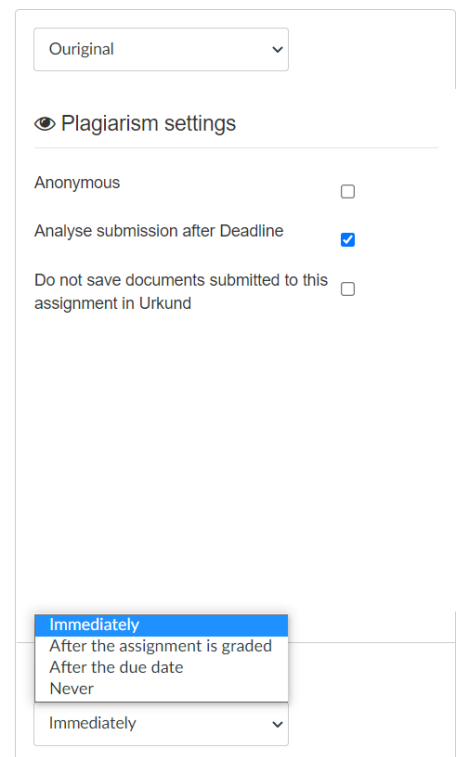 Ouriginal
Plagiarism settings
Anonymous
Analyse submission after Deadline
Do not save documents submitted to this
assignment in Urkund
Immediately
After the assignment is graded
After the due date
Never
Immediately